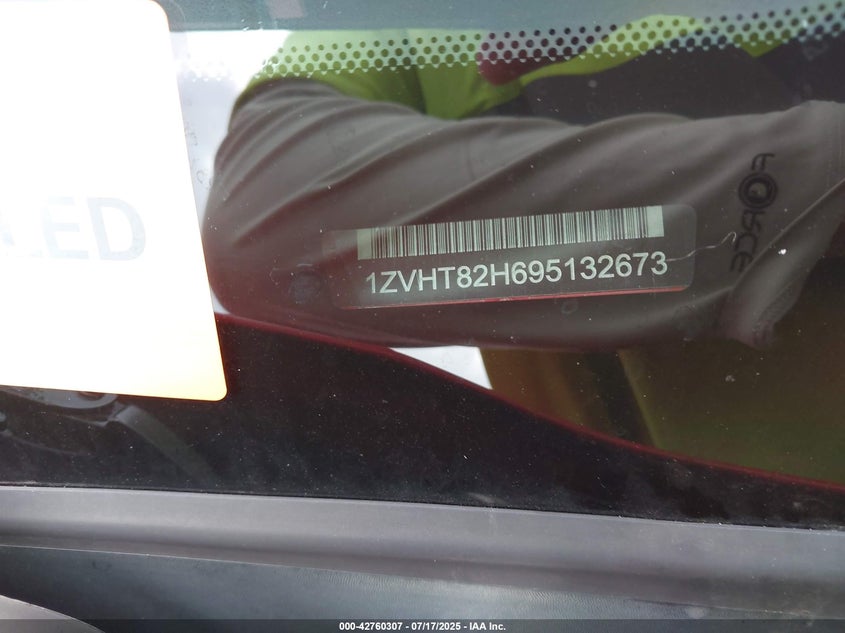 LED
FORCE
1ZVHT82H695132673
000-42760307 - 07/17/2025 - IAA Inc.